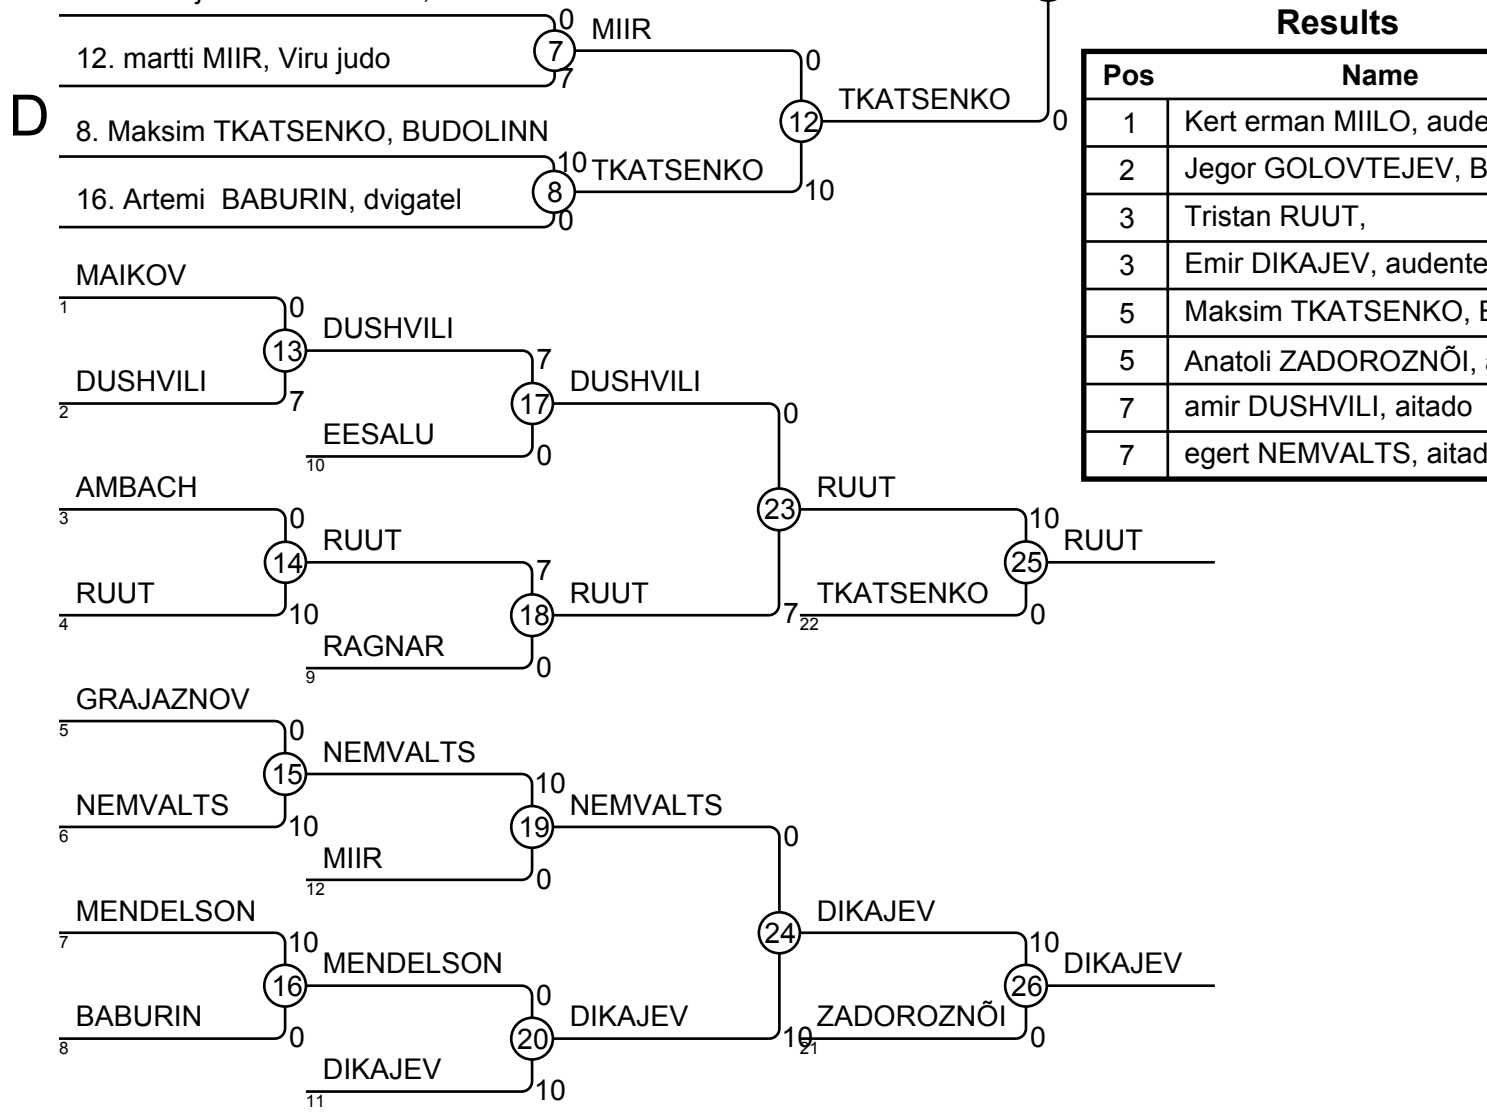 0
MIIR
12. martti MIIR, Viru judo
7
7
0
TKATSENKO
12
0
D
8. Maksim TKATSENKO, BUDOLINN
10
TKATSENKO
10
16. Artemi BABURIN, dvigatel
8
0
Results
Pos Name
1 Kert erman MIILO, aude
2 Jegor GOLOVTEJEV, B
3 Tristan RUUT,
3 Emir DIKAJEV, audente
5 Maksim TKATSENKO,
5 Anatoli ZADOROZNÕI,
7 amir DUSHVILI, aitado
7 egert NEMVALTS, aitad
MAIKOV
1
0
13
DUSHVILI
DUSHVILI
2
7
7
17
DUSHVILI
EESALU
10
0
0
AMBACH
3
0
14
RUUT
RUUT
4
10
7
18
RUUT
RAGNAR
9
0
7
23
RUUT
10
25
RUUT
TKATSENKO
22
0
GRAJAZNOV
5
0
15
NEMVALTS
NEMVALTS
6
10
10
19
NEMVALTS
MIIR
12
0
0
MENDELSON
7
10
16
MENDELSON
BABURIN
8
0
0
20
DIKAJEV
DIKAJEV
11
10
10
24
DIKAJEV
10
26
DIKAJEV
ZADOROZNÕI
21
0